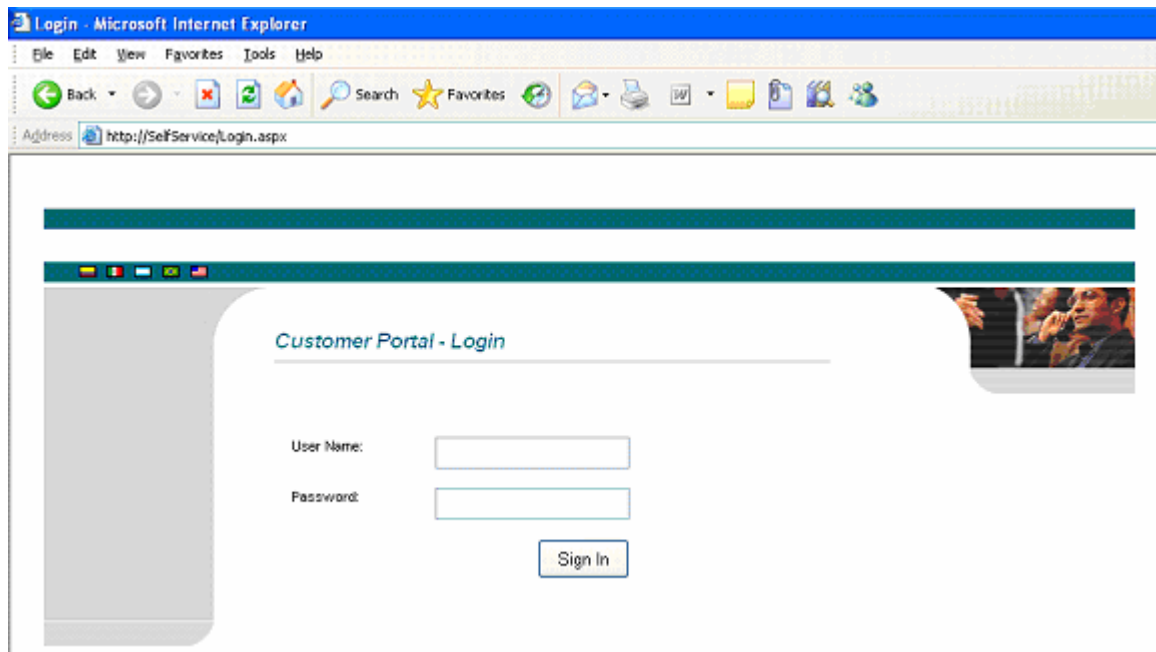 Login - Microsoft Internet Explorer
File Edit View Favorites Tools Help
Back Search Favorites
Address http://SelfService/Login.aspx
Customer Portal - Login
User Name:
Password:
Sign In